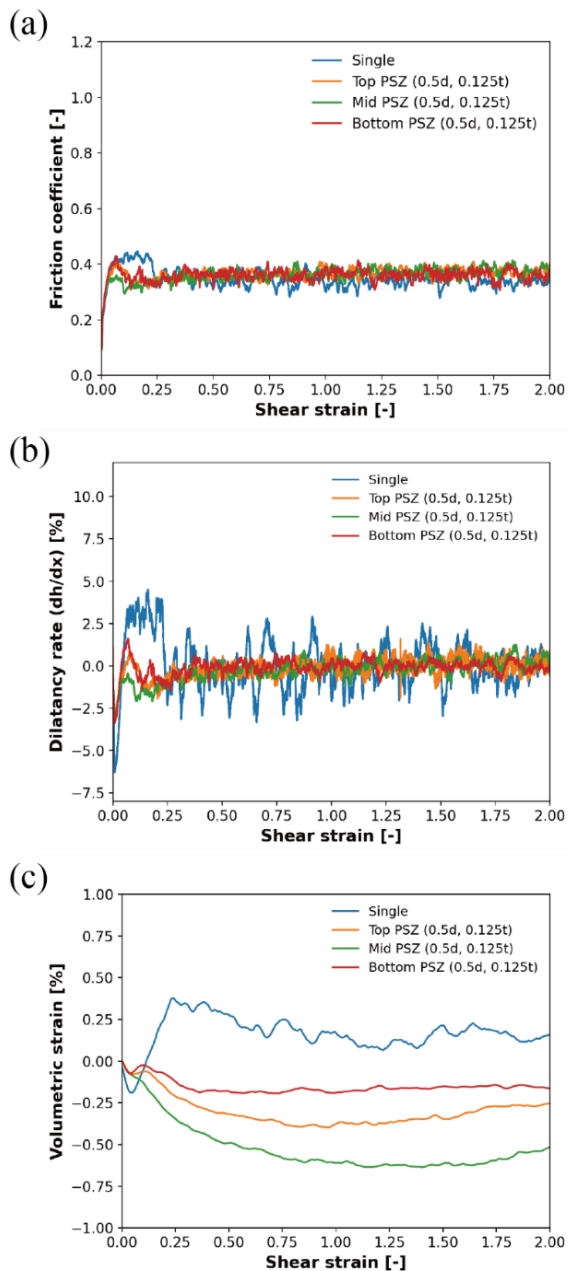 (a)
1.2
1.0
0.8
0.6
0.4
0.2
0.0
Friction coefficient [-]
Single
Top PSZ (0.5d, 0.125t)
Mid PSZ (0.5d, 0.125t)
Bottom PSZ (0.5d, 0.125t)
0.00 0.25 0.50 0.75 1.00 1.25 1.50 1.75 2.00
Shear strain [-]
(b)
10.0
7.5
5.0
2.5
0.0
−2.5
−5.0
−7.5
Dilatancy rate (dh/dx) [%]
Single
Top PSZ (0.5d, 0.125t)
Mid PSZ (0.5d, 0.125t)
Bottom PSZ (0.5d, 0.125t)
0.00 0.25 0.50 0.75 1.00 1.25 1.50 1.75 2.00
Shear strain [-]
(c)
1.00
0.75
0.50
0.25
0.00
−0.25
−0.50
−0.75
−1.00
Volumetric strain [%]
Single
Top PSZ (0.5d, 0.125t)
Mid PSZ (0.5d, 0.125t)
Bottom PSZ (0.5d, 0.125t)
0.00 0.25 0.50 0.75 1.00 1.25 1.50 1.75 2.00
Shear strain [-]